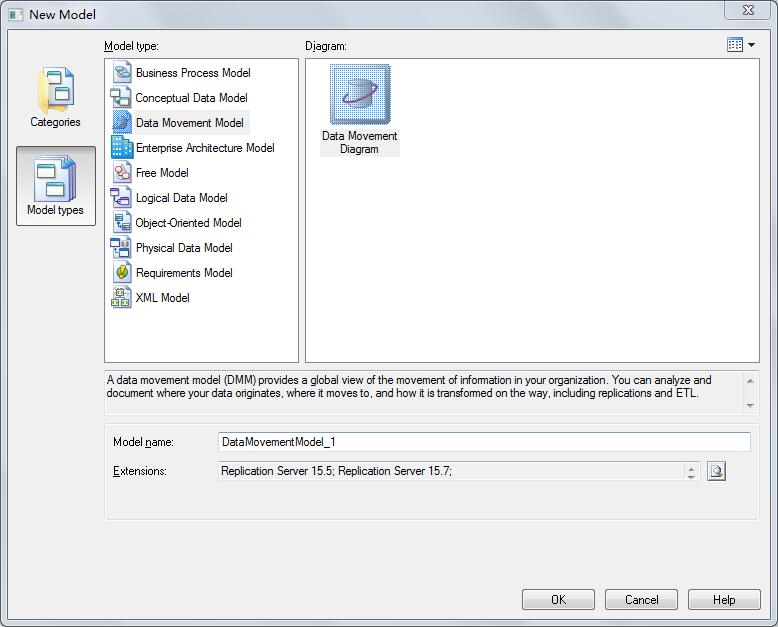 New Model
Model type:
Diagram:
Categories
Model types
Business Process Model
Conceptual Data Model
Data Movement Model
Enterprise Architecture Model
Free Model
Logical Data Model
Object-Oriented Model
Physical Data Model
Requirements Model
XML Model
Data Movement
Diagram
A data movement model (DMM) provides a global view of the movement of information in your organization. You can analyze and
document where your data originates, where it moves to, and how it is transformed on the way, including replications and ETL.
Model name:
DataMovementModel_1
Extensions:
Replication Server 15.5; Replication Server 15.7;
OK
Cancel
Help